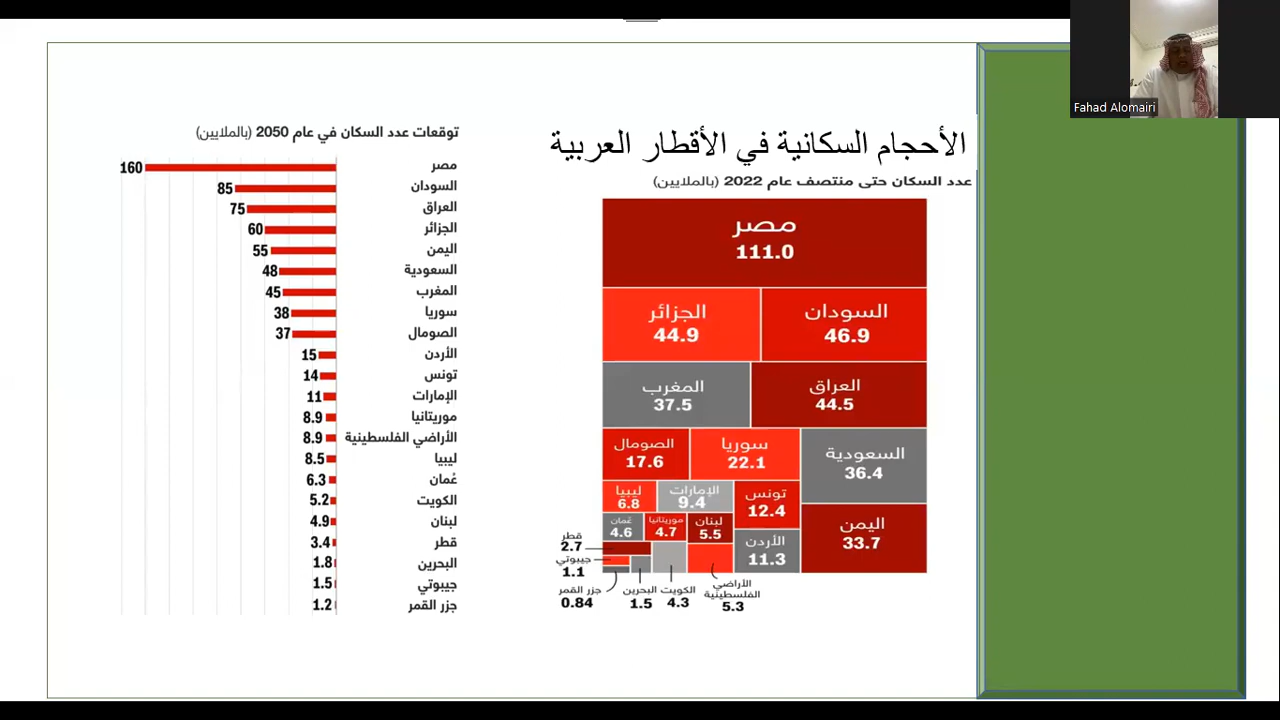 Fahad Alomairi
الأحجام السكانية في الأقطار العربية
عدد السكان حتى منتصف عام 2022 (بالملايين)
مصر
111.0
السودان
46.9
الجزائر
44.9
العراق
44.5
المغرب
37.5
السعودية
36.4
سوريا
22.1
الصومال
17.6
اليمن
33.7
تونس
12.4
الإمارات
9.4
ليبيا
6.8
الأردن
11.3
لبنان
5.5
موريتانيا
4.7
عُمان
4.6
قطر
2.7
جيبوتي
1.1
جزر القمر
0.84
البحرين
1.5
الكويت
4.3
الأراضي
الفلسطينية
5.3
توقعات عدد السكان في عام 2050 (بالملايين)
مصر 160
السودان 85
العراق 75
الجزائر 60
اليمن 55
السعودية 48
المغرب 45
سوريا 38
الصومال 37
الأردن 15
تونس 14
الإمارات 11
موريتانيا 8.9
الأراضي الفلسطينية 8.9
ليبيا 8.5
عُمان 6.3
الكويت 5.2
لبنان 4.9
قطر 3.4
البحرين 1.8
جيبوتي 1.5
جزر القمر 1.2